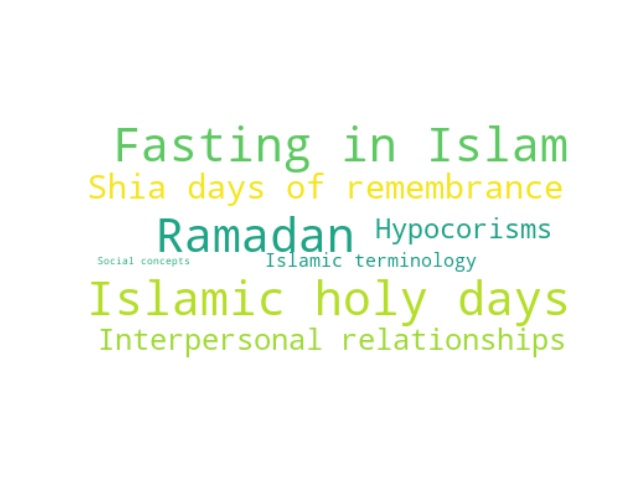 Fasting in Islam
Shia days of remembrance
Ramadan Hypocorisms
Social concepts Islamic terminology
Islamic holy days
Interpersonal relationships